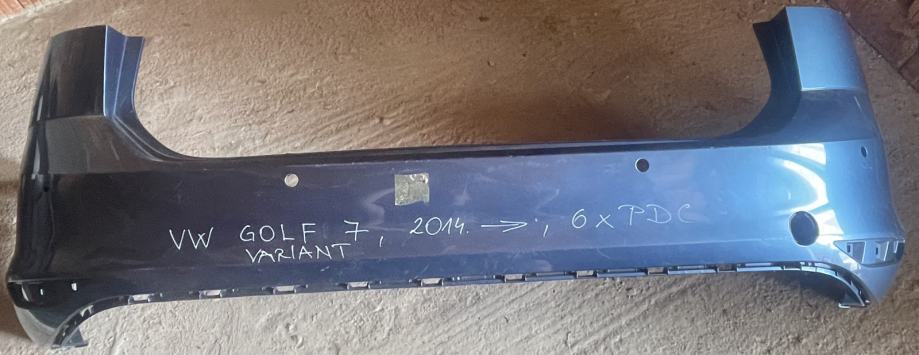 VW GOLF 7, 2014. →; 6 x PDC
VARIANT